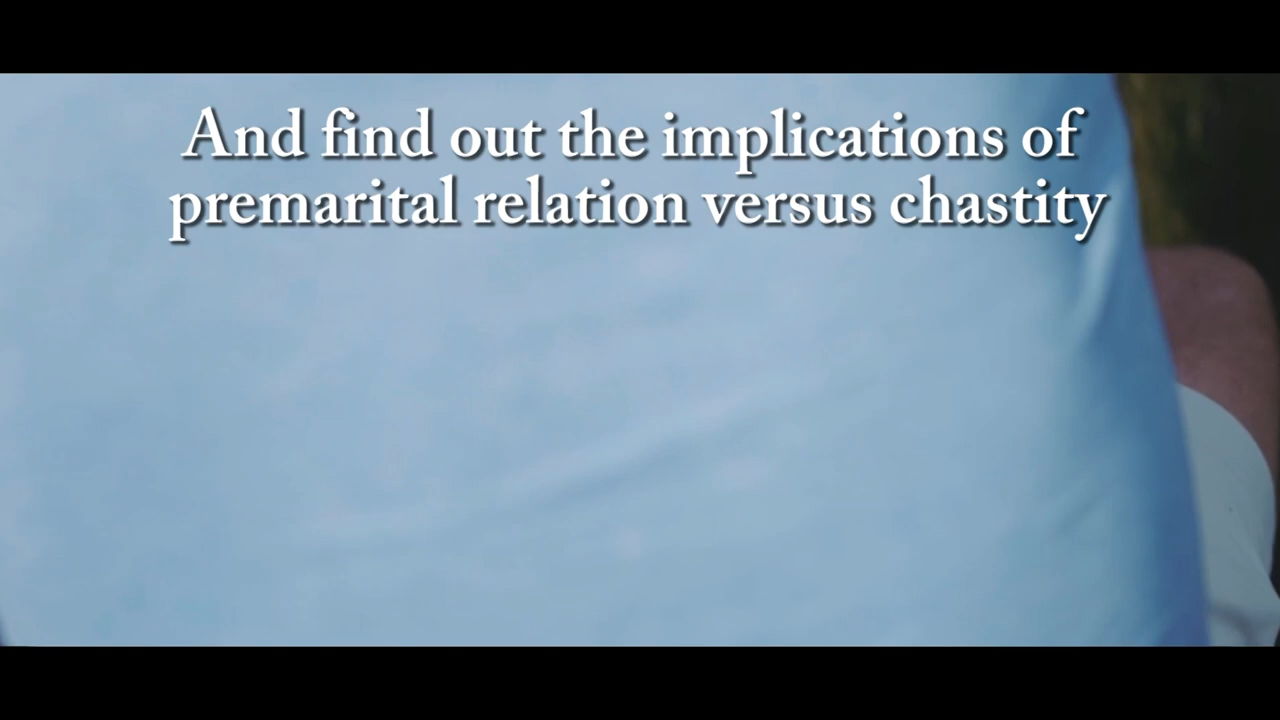 And find out the implications of
premarital relation versus chastity